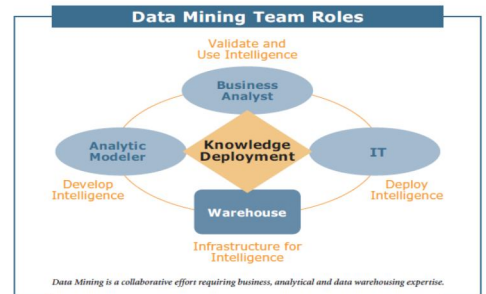 Data Mining Team Roles
Validate and
Use Intelligence
Business
Analyst
Analytic
Modeler
Knowledge
Deployment
IT
Develop
Intelligence
Deploy
Intelligence
Warehouse
Infrastructure for
Intelligence
Data Mining is a collaborative effort requiring business, analytical and data warehousing expertise.